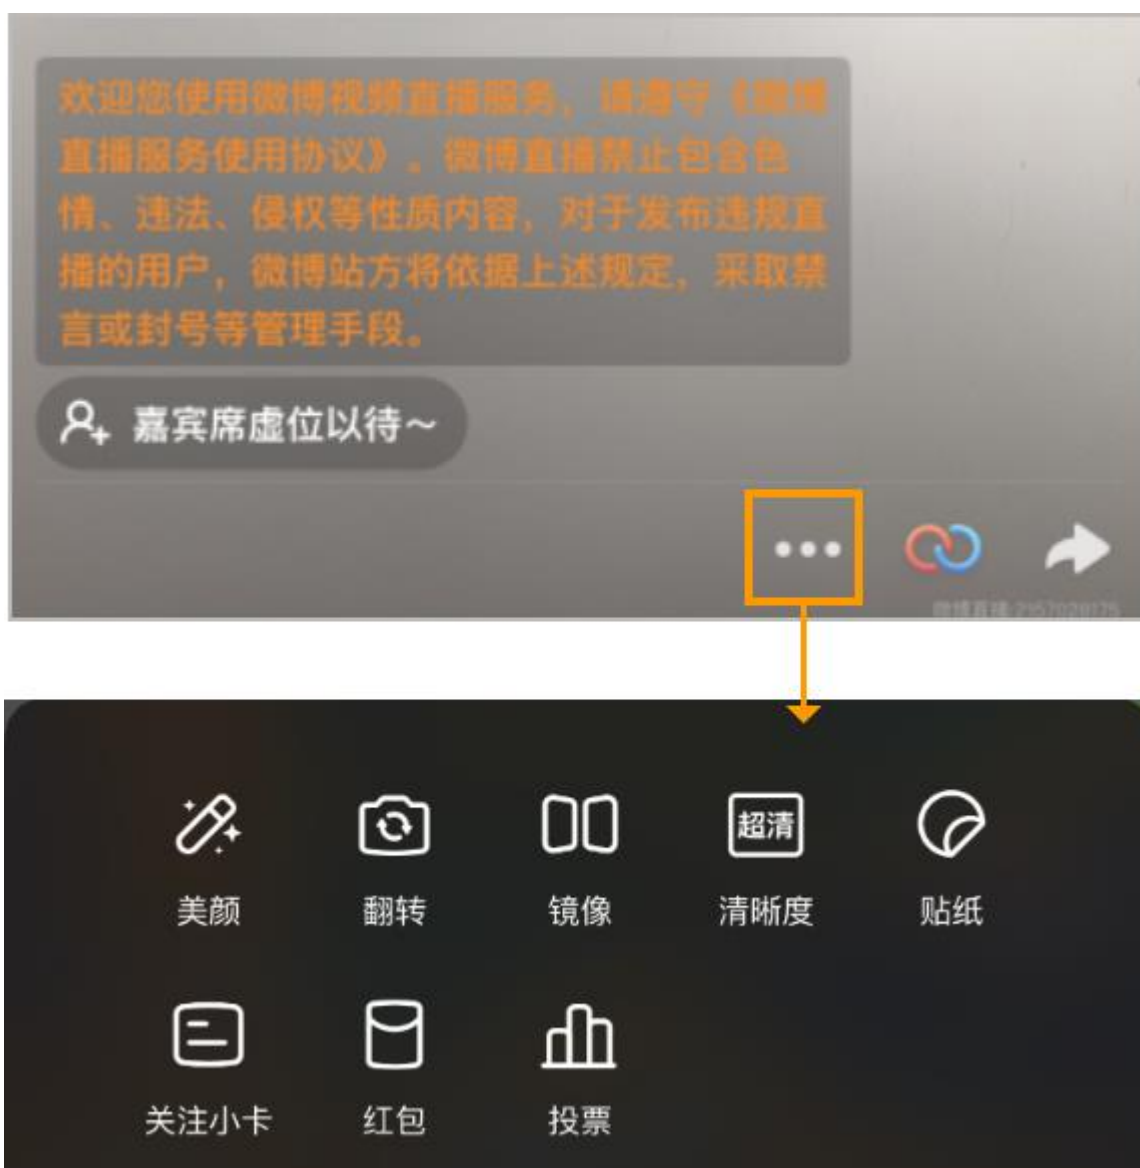 欢迎您使用微博视频直播服务，请遵守《微博
直播服务使用协议》。微博直播禁止包含色
情、违法、侵权等性质内容，对于发布违规直
播的用户，微博站方将依据上述规定，采取禁
言或封号等管理手段。
嘉宾席虚位以待～
微博直播:2157020175
美颜
翻转
镜像
超清
清晰度
贴纸
关注小卡
红包
投票